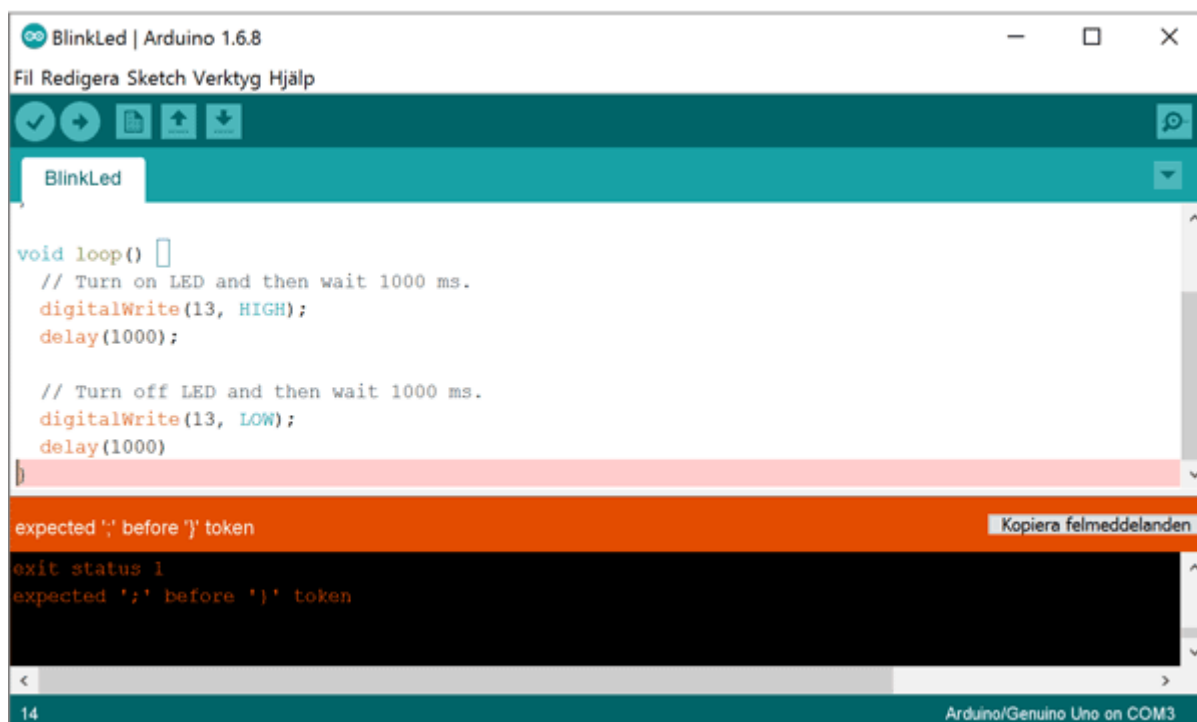 BlinkLed | Arduino 1.6.8
Fil Redigera Sketch Verktyg Hjälp
BlinkLed
void loop() {
// Turn on LED and then wait 1000 ms.
digitalWrite(13, HIGH);
delay(1000);
// Turn off LED and then wait 1000 ms.
digitalWrite(13, LOW);
delay(1000)
}
expected ';' before '}' token
Kopiera felmeddelanden
exit status 1
expected ';' before '}' token
14
Arduino/Genuino Uno on COM3